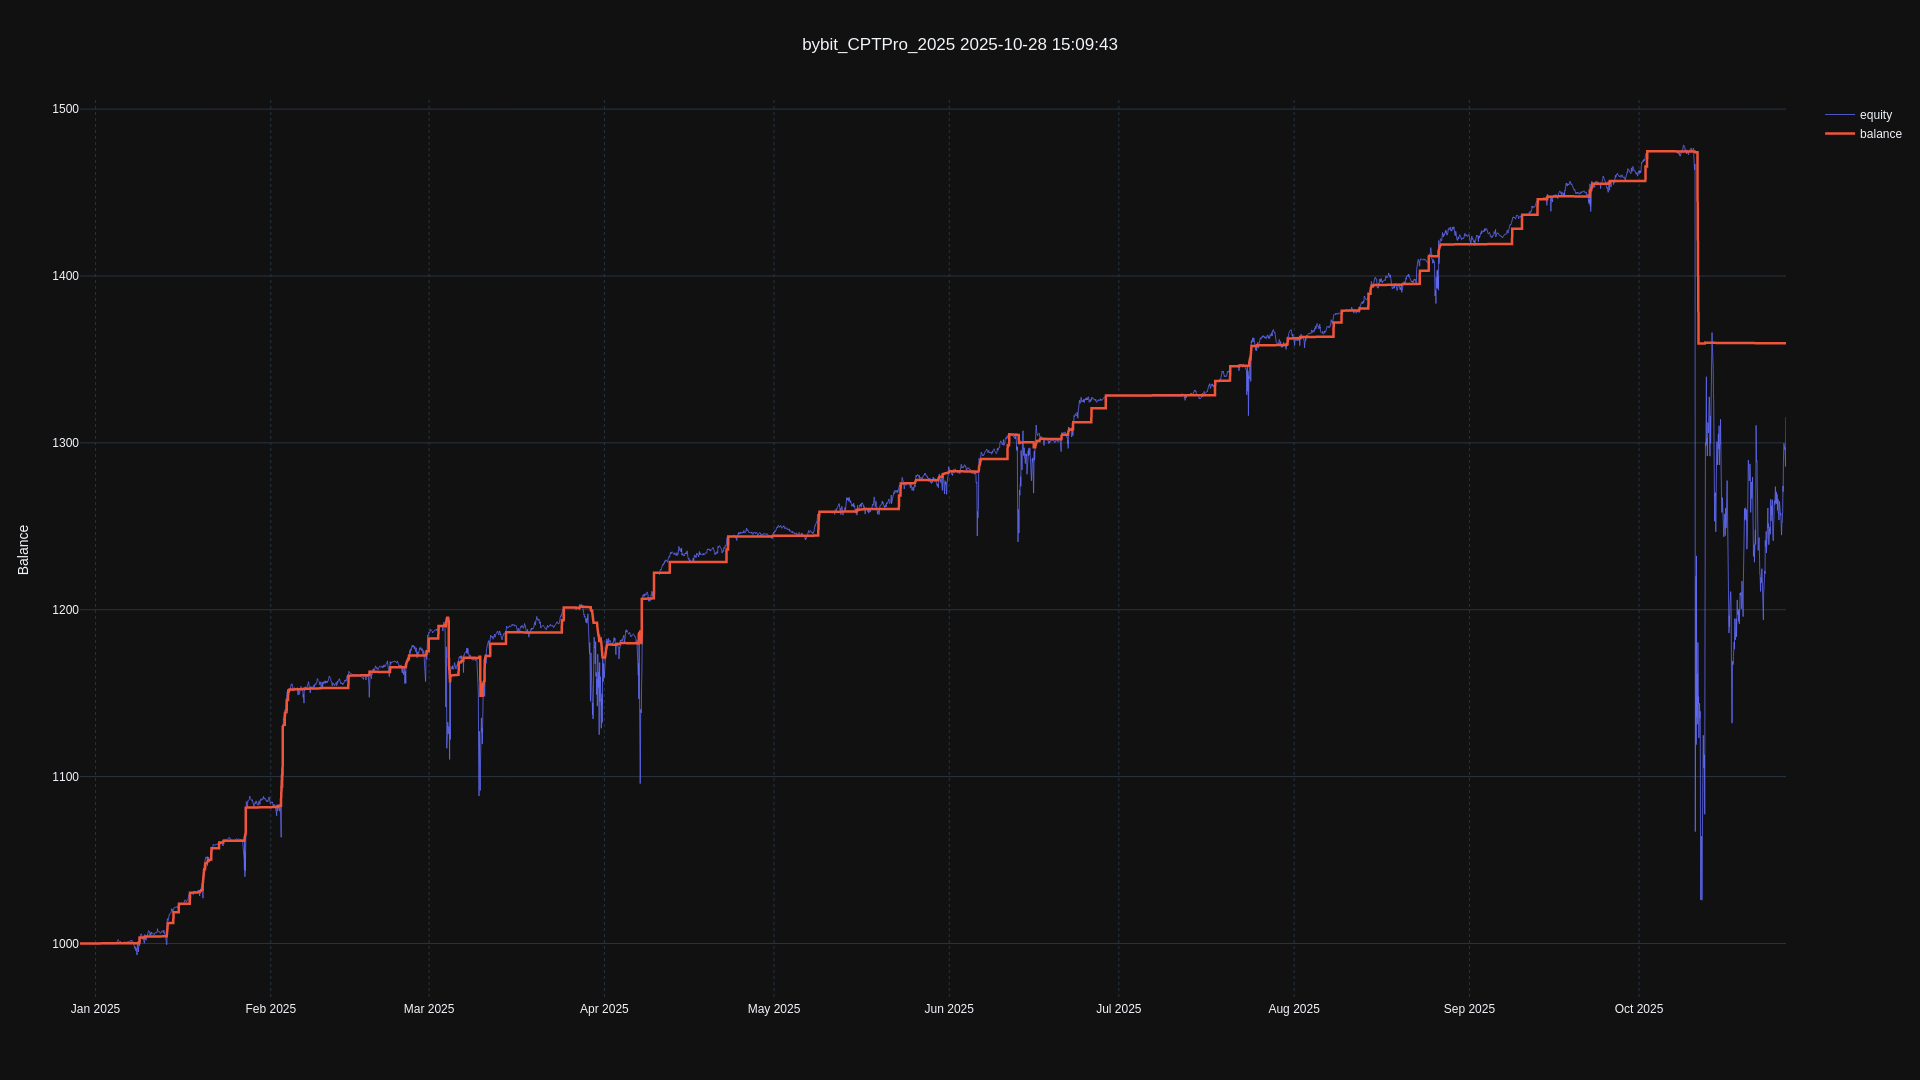 bybit_CPTPro_2025 2025-10-28 15:09:43
1500
1400
1300
1200
1100
1000
Balance
Jan 2025
Feb 2025
Mar 2025
Apr 2025
May 2025
Jun 2025
Jul 2025
Aug 2025
Sep 2025
Oct 2025
equity
balance